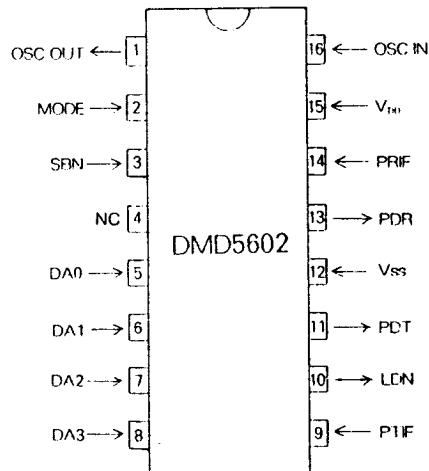 OSC OUT 1 16 OSC IN
MODE 2 15 VDD
SBN 3 14 PRIF
NC 4 13 PDR
DMD5602
DA0 5 12 VSS
DA1 6 11 PDT
DA2 7 10 LDN
DA3 8 9 PTIF